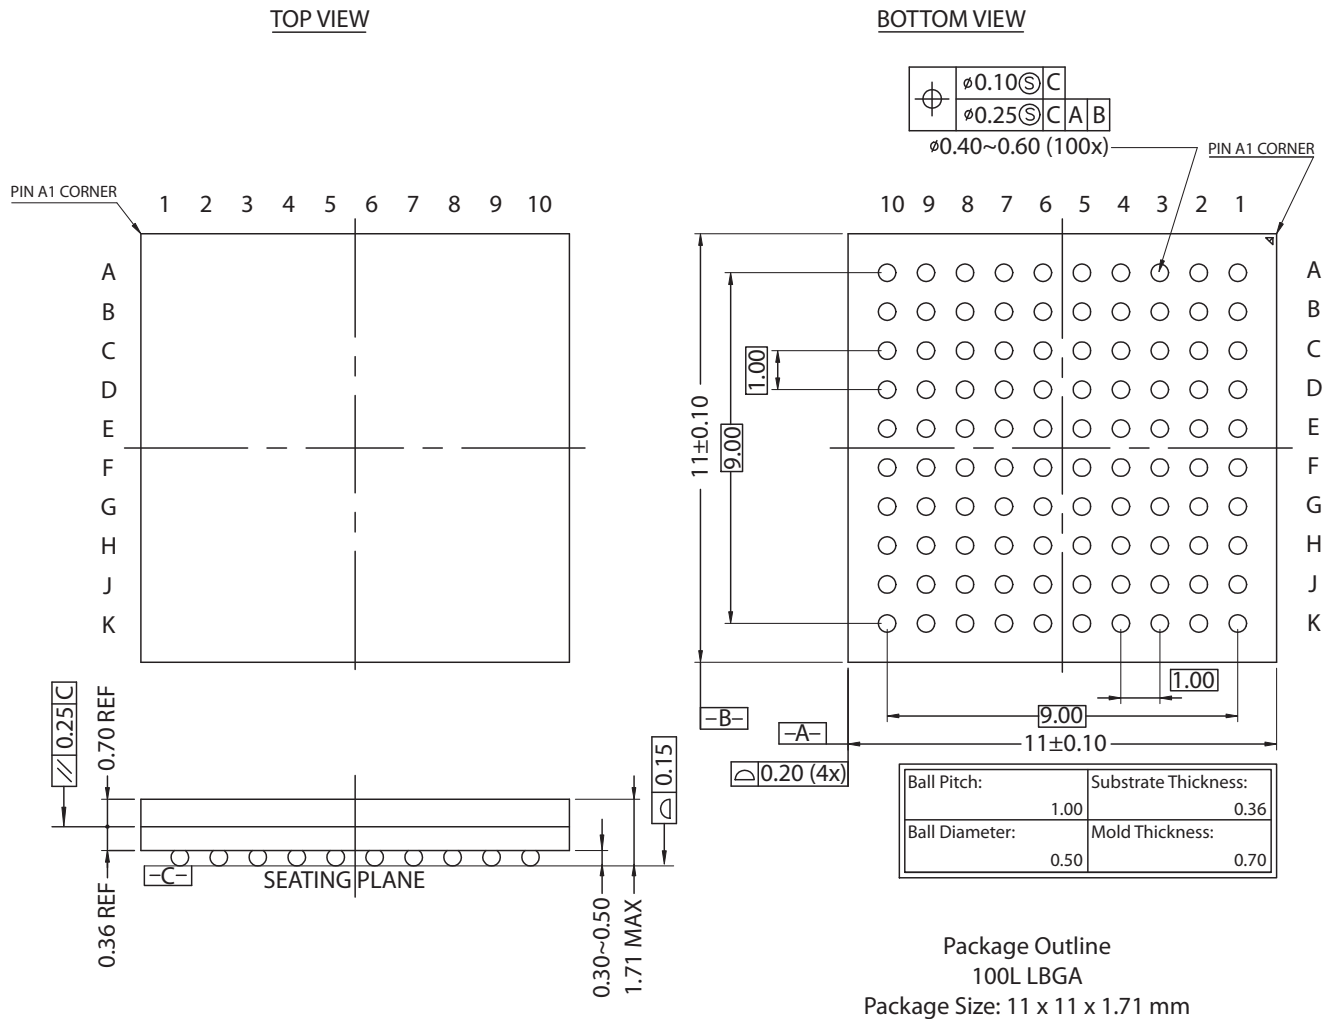 TOP VIEW
BOTTOM VIEW
⌀0.10Ⓢ C
⌀0.25Ⓢ C A B
⌀0.40~0.60 (100x)
PIN A1 CORNER
PIN A1 CORNER
1 2 3 4 5 6 7 8 9 10
10 9 8 7 6 5 4 3 2 1
A
B
C
D
E
F
G
H
J
K
A
B
C
D
E
F
G
H
J
K
1.00
9.00
11±0.10
1.00
9.00
11±0.10
–B–
–A–
0.20 (4x)
// 0.25 C
0.70 REF
0.36 REF
–C–
SEATING PLANE
0.30~0.50
1.71 MAX
0.15
Ball Pitch: 1.00
Substrate Thickness: 0.36
Ball Diameter: 0.50
Mold Thickness: 0.70
Package Outline
100L LBGA
Package Size: 11 x 11 x 1.71 mm